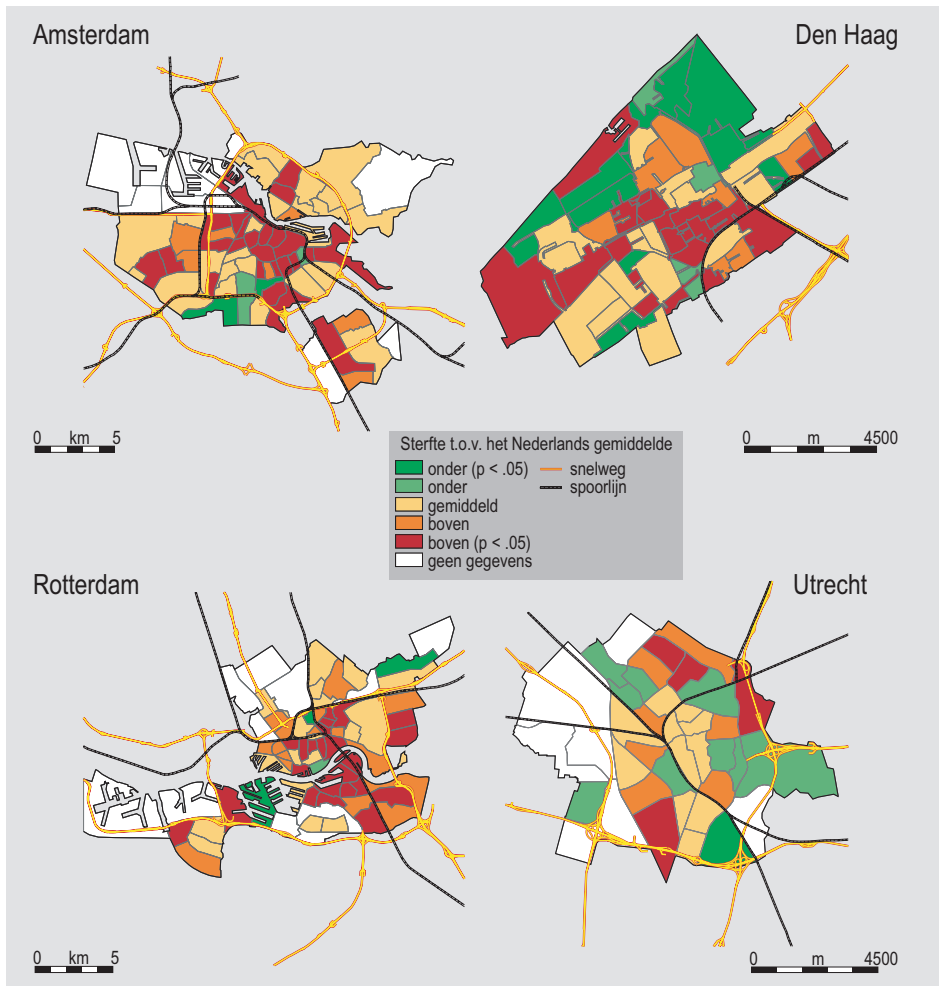 Amsterdam
Den Haag
0 km 5
0 m 4500
Sterfte t.o.v. het Nederlands gemiddelde
onder (p < .05)
onder
gemiddeld
boven
boven (p < .05)
geen gegevens
snelweg
spoorlijn
Rotterdam
Utrecht
0 km 5
0 m 4500